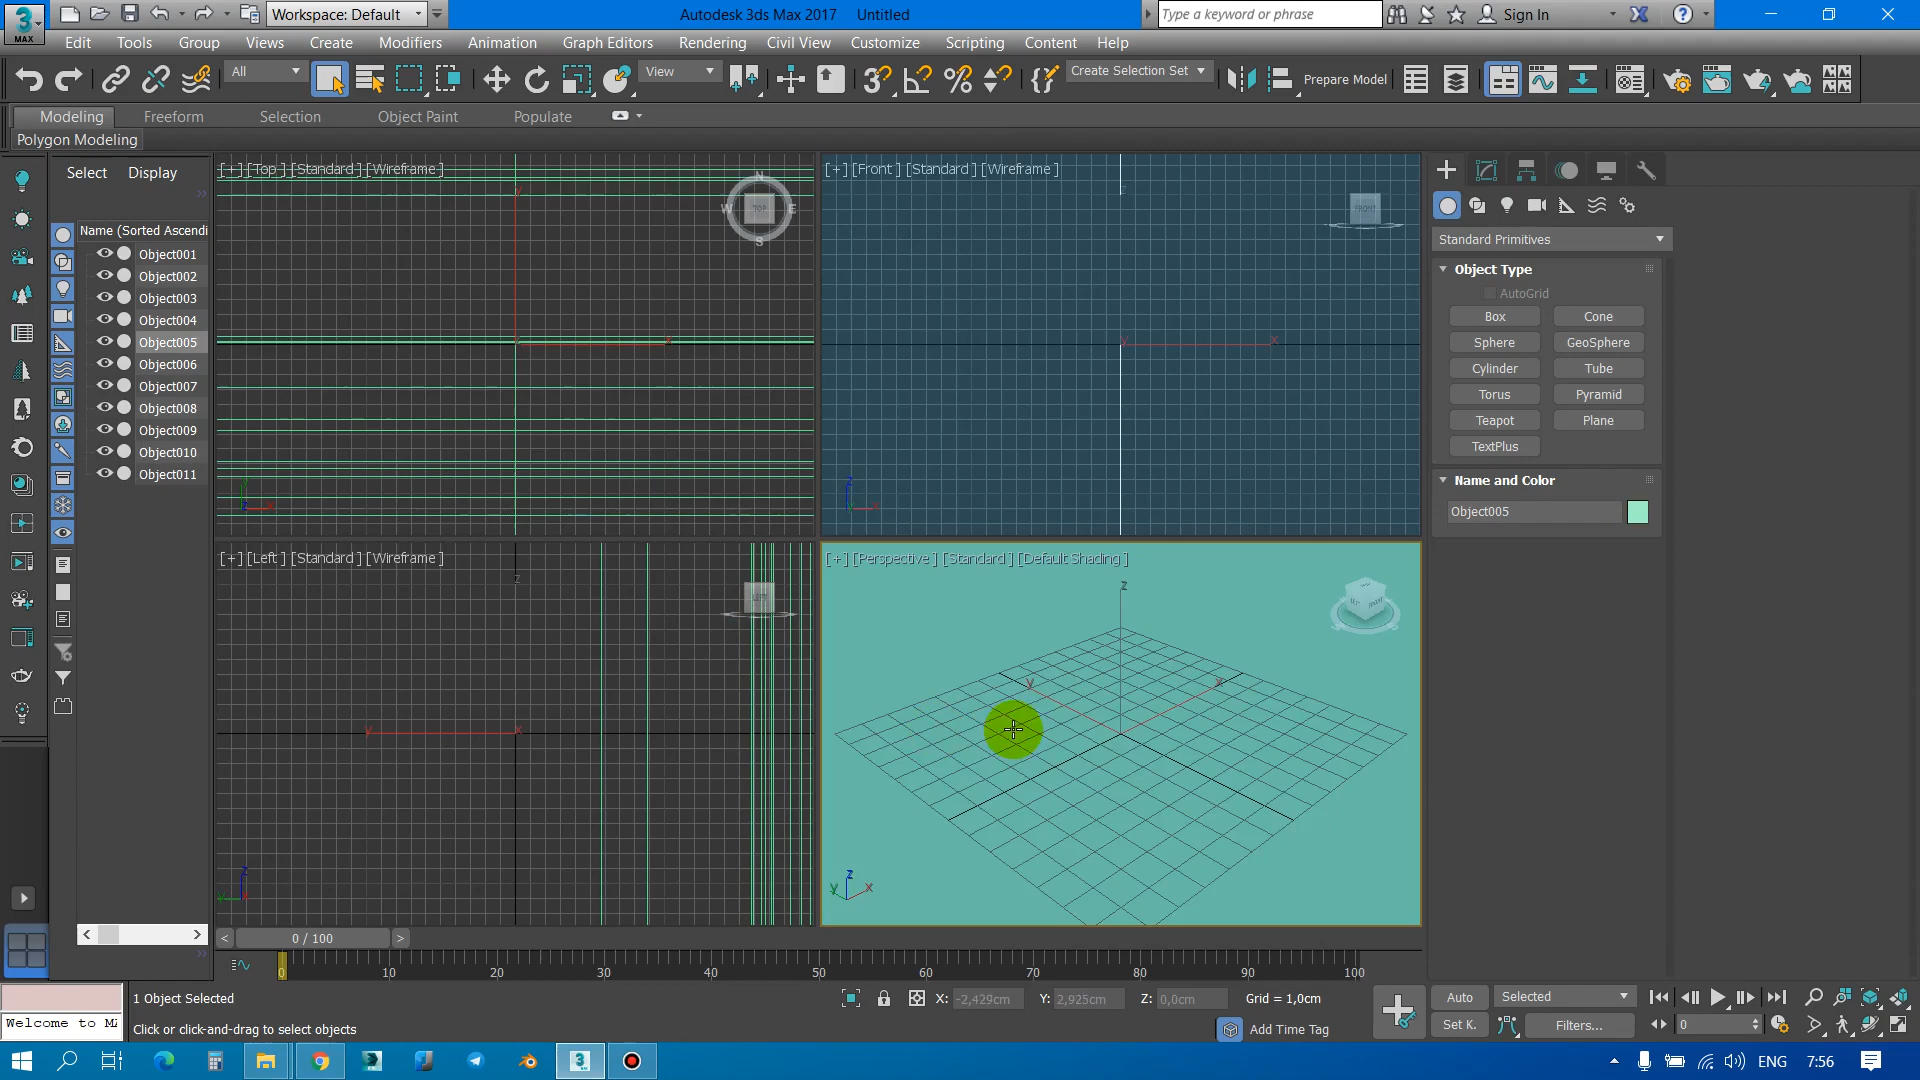 3
MAX
Workspace: Default
Autodesk 3ds Max 2017
Untitled
Type a keyword or phrase
Sign In
Edit
Tools
Group
Views
Create
Modifiers
Animation
Graph Editors
Rendering
Civil View
Customize
Scripting
Content
Help
All
View
Create Selection Set
Prepare Model
Modeling
Freeform
Selection
Object Paint
Populate
Polygon Modeling
Select
Display
Name (Sorted Ascendi
Object001
Object002
Object003
Object004
Object005
Object006
Object007
Object008
Object009
Object010
Object011
[+] [Top ] [Standard ] [Wireframe ]
N
W
TOP
E
S
y
x
[+] [Front ] [Standard ] [Wireframe ]
FRONT
z
y
x
z
x
[+] [Left ] [Standard ] [Wireframe ]
LEFT
z
y
x
z
y
[+] [Perspective ] [Standard ] [Default Shading ]
z
y
x
z
y
x
Standard Primitives
Object Type
AutoGrid
Box
Cone
Sphere
GeoSphere
Cylinder
Tube
Torus
Pyramid
Teapot
Plane
TextPlus
Name and Color
Object005
< 0 / 100 >
0 10 20 30 40 50 60 70 80 90 100
Welcome to MA
1 Object Selected
Click or click-and-drag to select objects
X: -2,429cm
Y: 2,925cm
Z: 0,0cm
Grid = 1,0cm
Add Time Tag
Auto
Selected
Set K.
Filters...
0
ENG
7:56